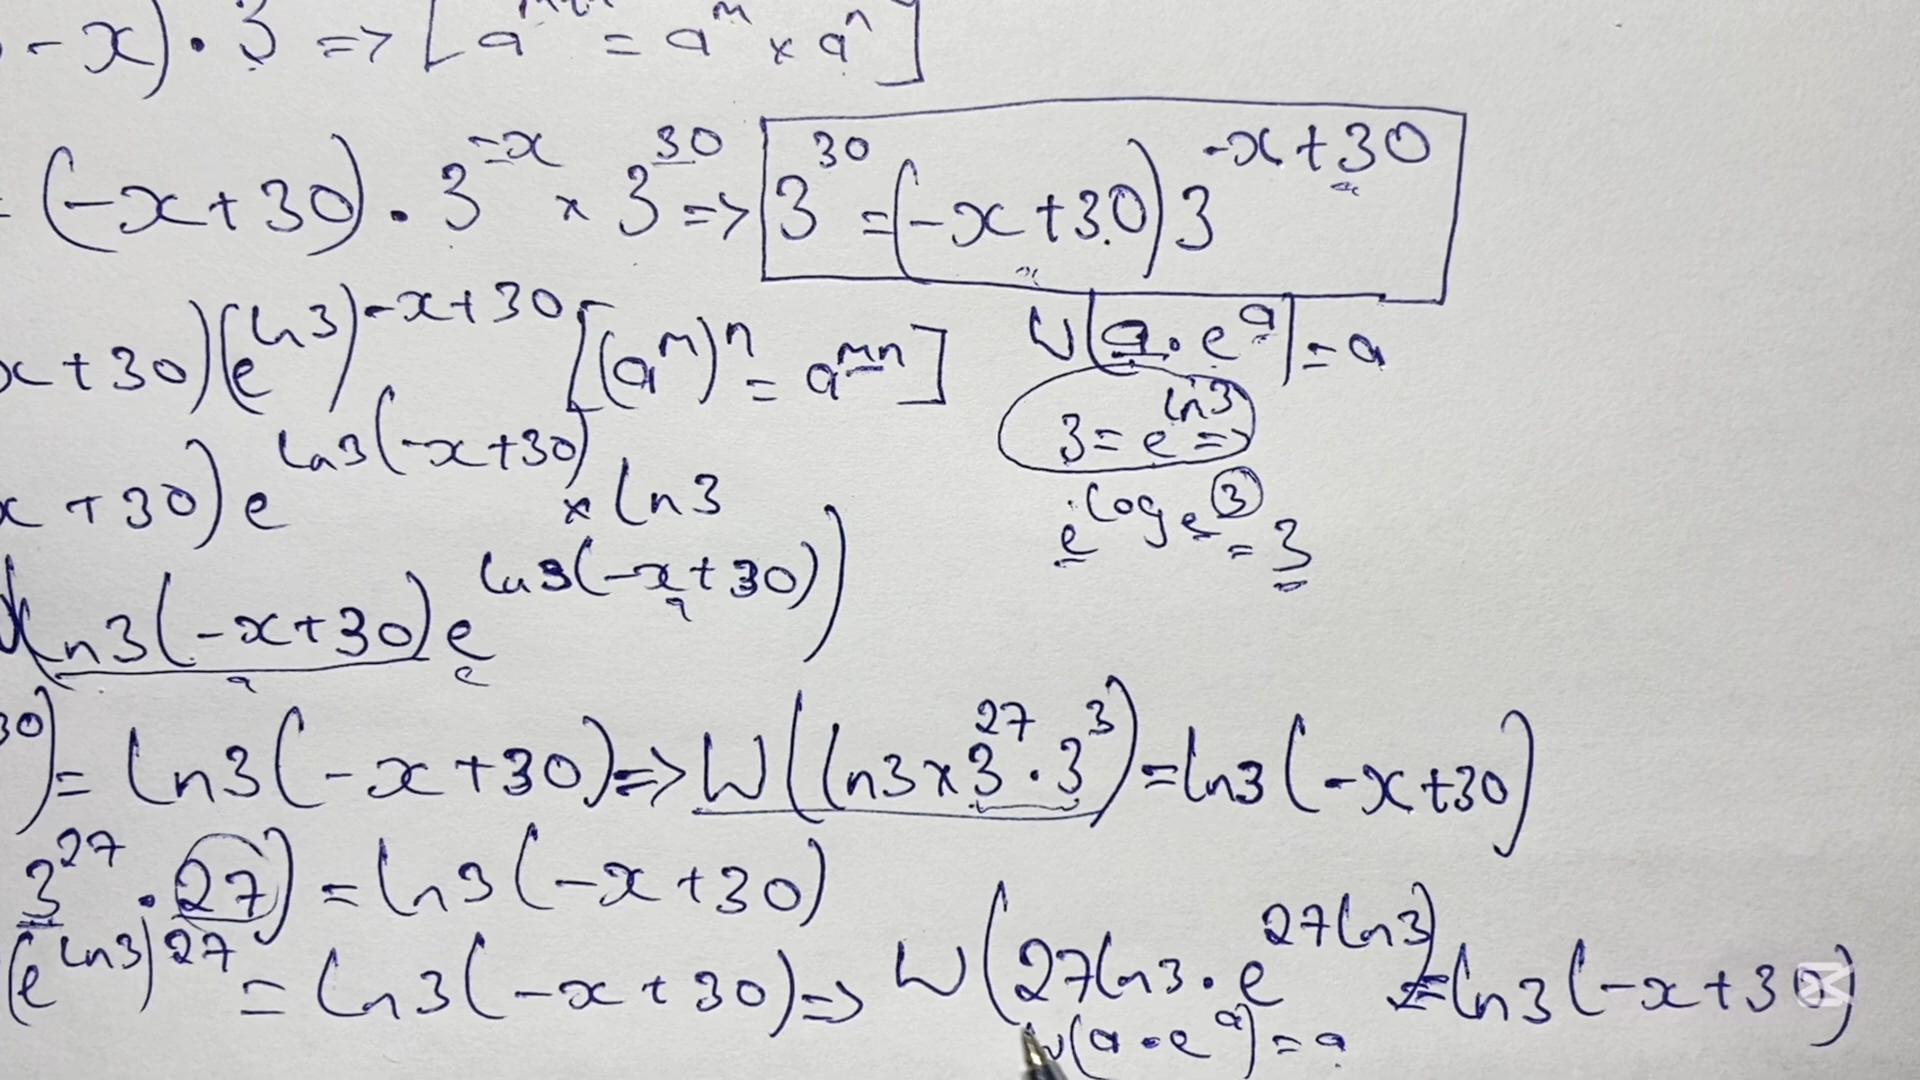 -x)·3 => [a^(m+n) = a^m × a^n]
= (-x+30)·3^(-x) × 3^30 => 3^30 = (-x+30)3^(-x+30)
x+30)(e^(ln3))^(-x+30) [(a^m)^n = a^(mn)] W(a·e^a) = a
3 = e^(ln3) =>
x+30)e^(ln3(-x+30)) × ln3
e^(log_e 3) = 3
W(ln3(-x+30)e^(ln3(-x+30)))
a e a
30) = ln3(-x+30) => W(ln3×3^27·3^3) = ln3(-x+30)
3^27·27) = ln3(-x+30)
(e^(ln3))^27 = ln3(-x+30) => W(27ln3·e^(27ln3)) = ln3(-x+30)
W(a·e^a) = a